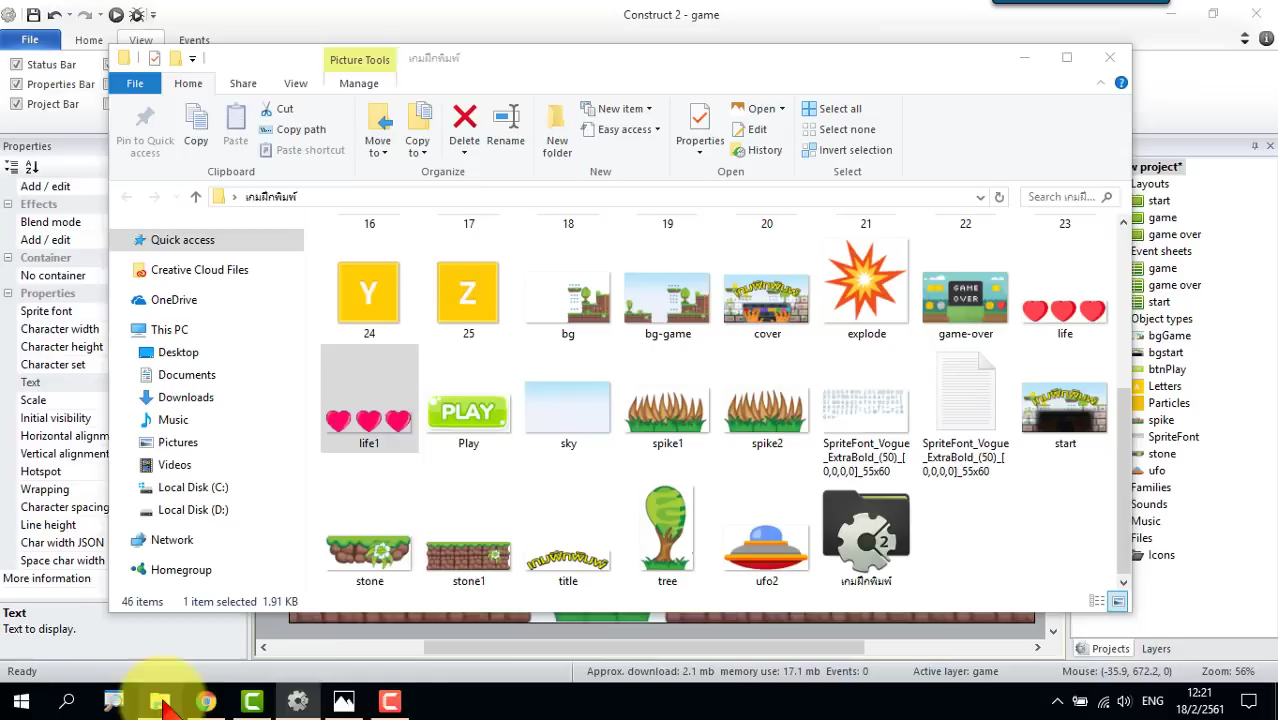 Construct 2 - game
File
Home
View
Events
Status Bar
Properties Bar
Project Bar
Picture Tools
เกมฝึกพิมพ์
File
Home
Share
View
Manage
Pin to Quick access
Copy
Paste
Cut
Copy path
Paste shortcut
Clipboard
Move to
Copy to
Delete
Rename
Organize
New folder
New item
Easy access
New
Properties
Open
Edit
History
Open
Select all
Select none
Invert selection
Select
เกมฝึกพิมพ์
Search เกมฝึ...
Properties
Add / edit
Effects
Blend mode
Add / edit
Container
No container
Properties
Sprite font
Character width
Character height
Character set
Text
Scale
Initial visibility
Horizontal alignm
Vertical alignmen
Hotspot
Wrapping
Character spacing
Line height
Char width JSON
Space char width
More information
Text
Text to display.
Quick access
Creative Cloud Files
OneDrive
This PC
Desktop
Documents
Downloads
Music
Pictures
Videos
Local Disk (C:)
Local Disk (D:)
Network
Homegroup
16
17
18
19
20
21
22
23
Y
Z
GAME OVER
24
25
bg
bg-game
cover
explode
game-over
life
PLAY
life1
Play
sky
spike1
spike2
SpriteFont_Vogue_ExtraBold_(50)_[0,0,0,0]_55x60
SpriteFont_Vogue_ExtraBold_(50)_[0,0,0,0]_55x60
start
เกมฝึกพิมพ์
stone
stone1
title
tree
ufo2
เกมฝึกพิมพ์
46 items
1 item selected 1.91 KB
w project*
Layouts
start
game
game over
Event sheets
game
game over
start
Object types
bgGame
bgstart
btnPlay
Letters
Particles
spike
SpriteFont
stone
ufo
Families
Sounds
Music
Files
Icons
Projects
Layers
Ready
Approx. download: 2.1 mb memory use: 17.1 mb Events: 0
Active layer: game
Mouse: (-35.9, 672.2, 0)
Zoom: 56%
ENG
12:21
18/2/2561